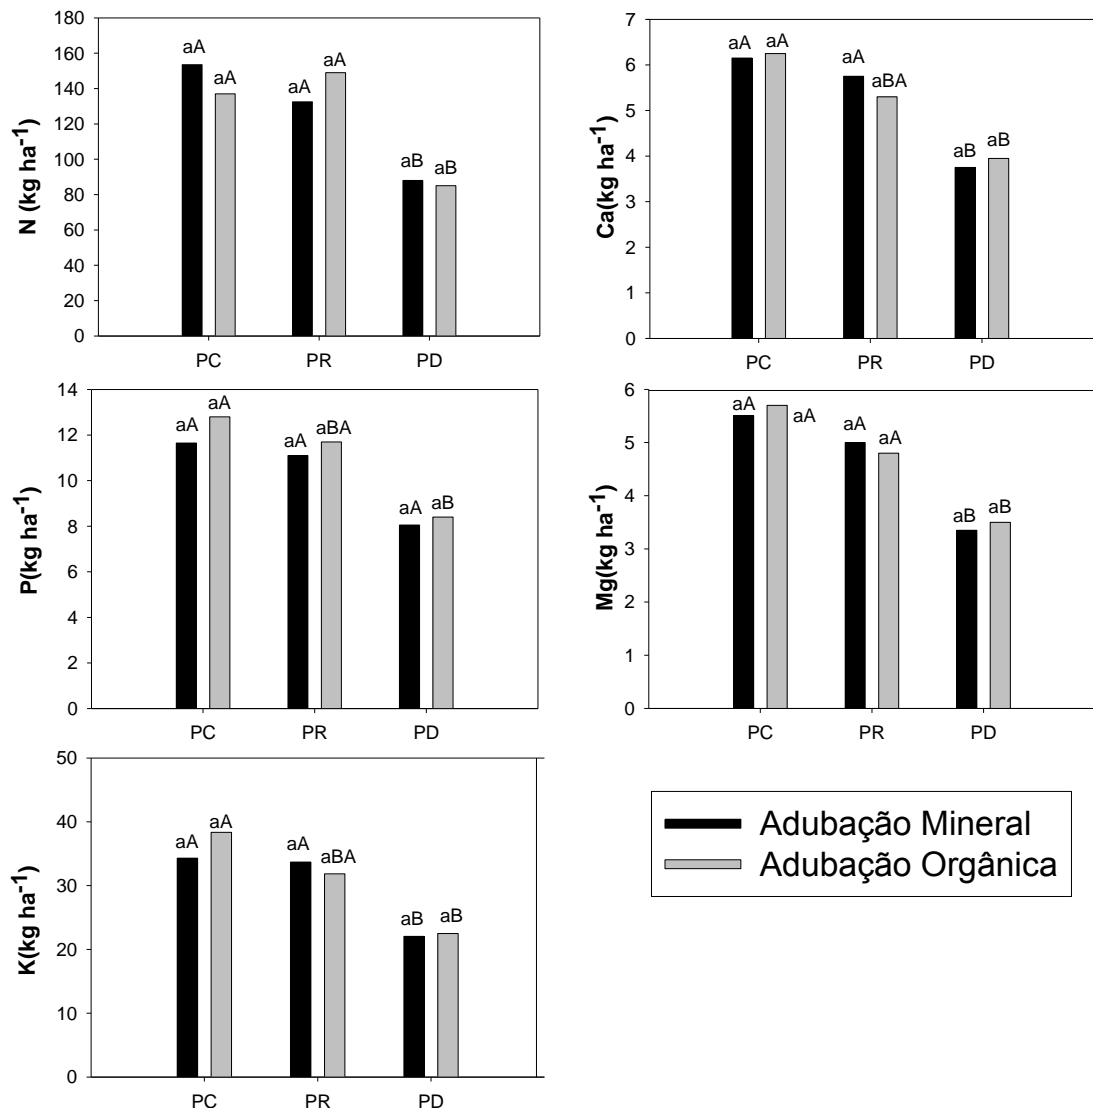 N (kg ha-1)
180
160
140
120
100
80
60
40
20
0
aA
aA
aA
aA
aB
aB
PC
PR
PD
Ca(kg ha-1)
7
6
5
4
3
2
1
0
aA
aA
aA
aBA
aB
aB
PC
PR
PD
P(kg ha-1)
14
12
10
8
6
4
2
0
aA
aA
aA
aBA
aA
aB
PC
PR
PD
Mg(kg ha-1)
6
5
4
3
2
1
0
aA
aA
aA
aA
aB
aB
PC
PR
PD
K(kg ha-1)
50
40
30
20
10
0
aA
aA
aA
aBA
aB
aB
PC
PR
PD
Adubação Mineral
Adubação Orgânica